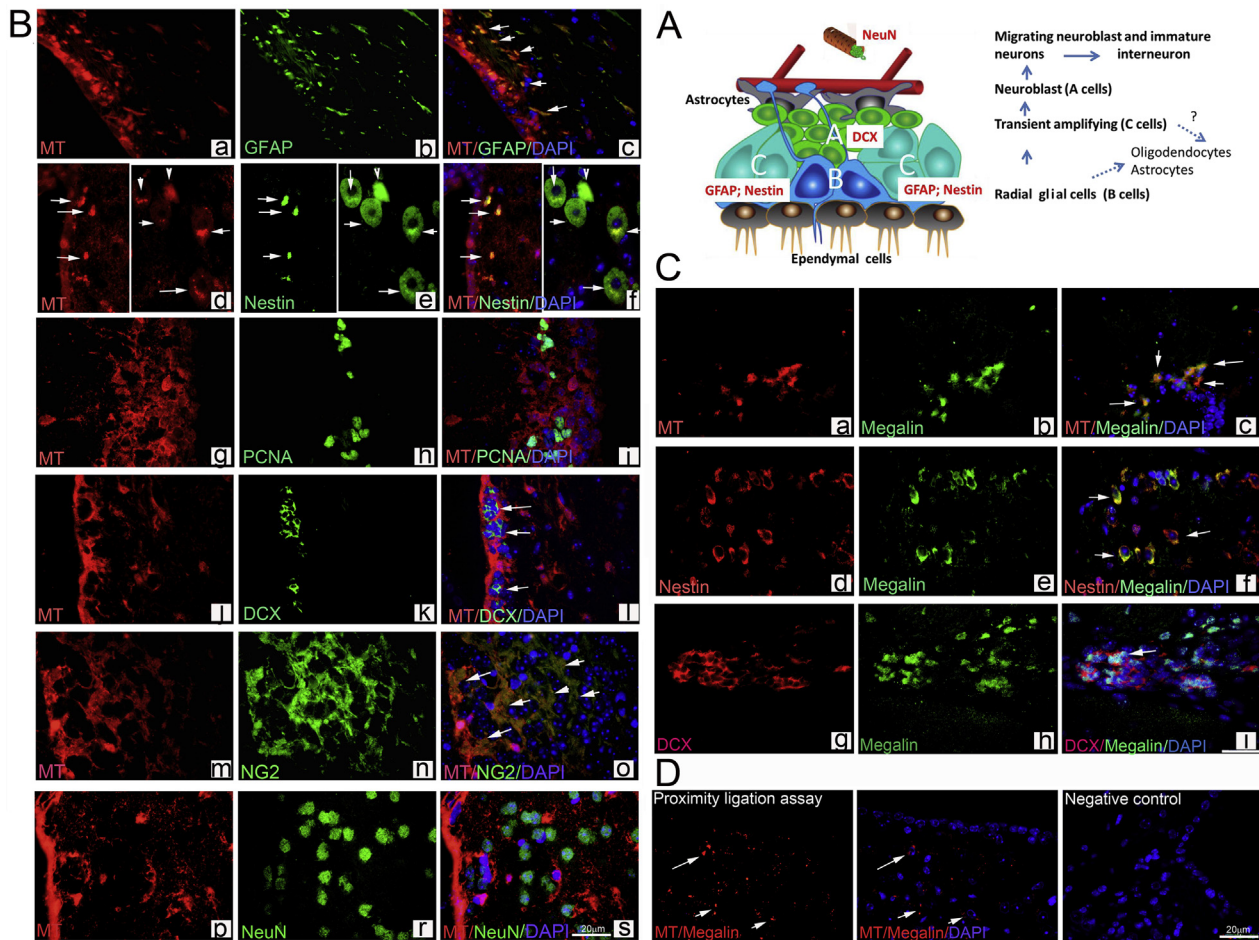 B
MT
a
GFAP
b
MT/GFAP/DAPI
c
MT
d
Nestin
e
MT/Nestin/DAPI
f
MT
g
PCNA
h
MT/PCNA/DAPI
i
MT
j
DCX
k
MT/DCX/DAPI
l
MT
m
NG2
n
MT/NG2/DAPI
o
MT
p
NeuN
r
MT/NeuN/DAPI
20µm
s
A
NeuN
Astrocytes
A
DCX
C
B
C
GFAP; Nestin
GFAP; Nestin
Ependymal cells
Migrating neuroblast and immature
neurons
interneuron
Neuroblast (A cells)
Transient amplifying (C cells)
?
Oligodendocytes
Astrocytes
Radial glial cells (B cells)
C
MT
a
Megalin
b
MT/Megalin/DAPI
c
Nestin
d
Megalin
e
Nestin/Megalin/DAPI
f
DCX
g
Megalin
h
DCX/Megalin/DAPI
i
D
Proximity ligation assay
MT/Megalin
MT/Megalin/DAPI
Negative control
20µm